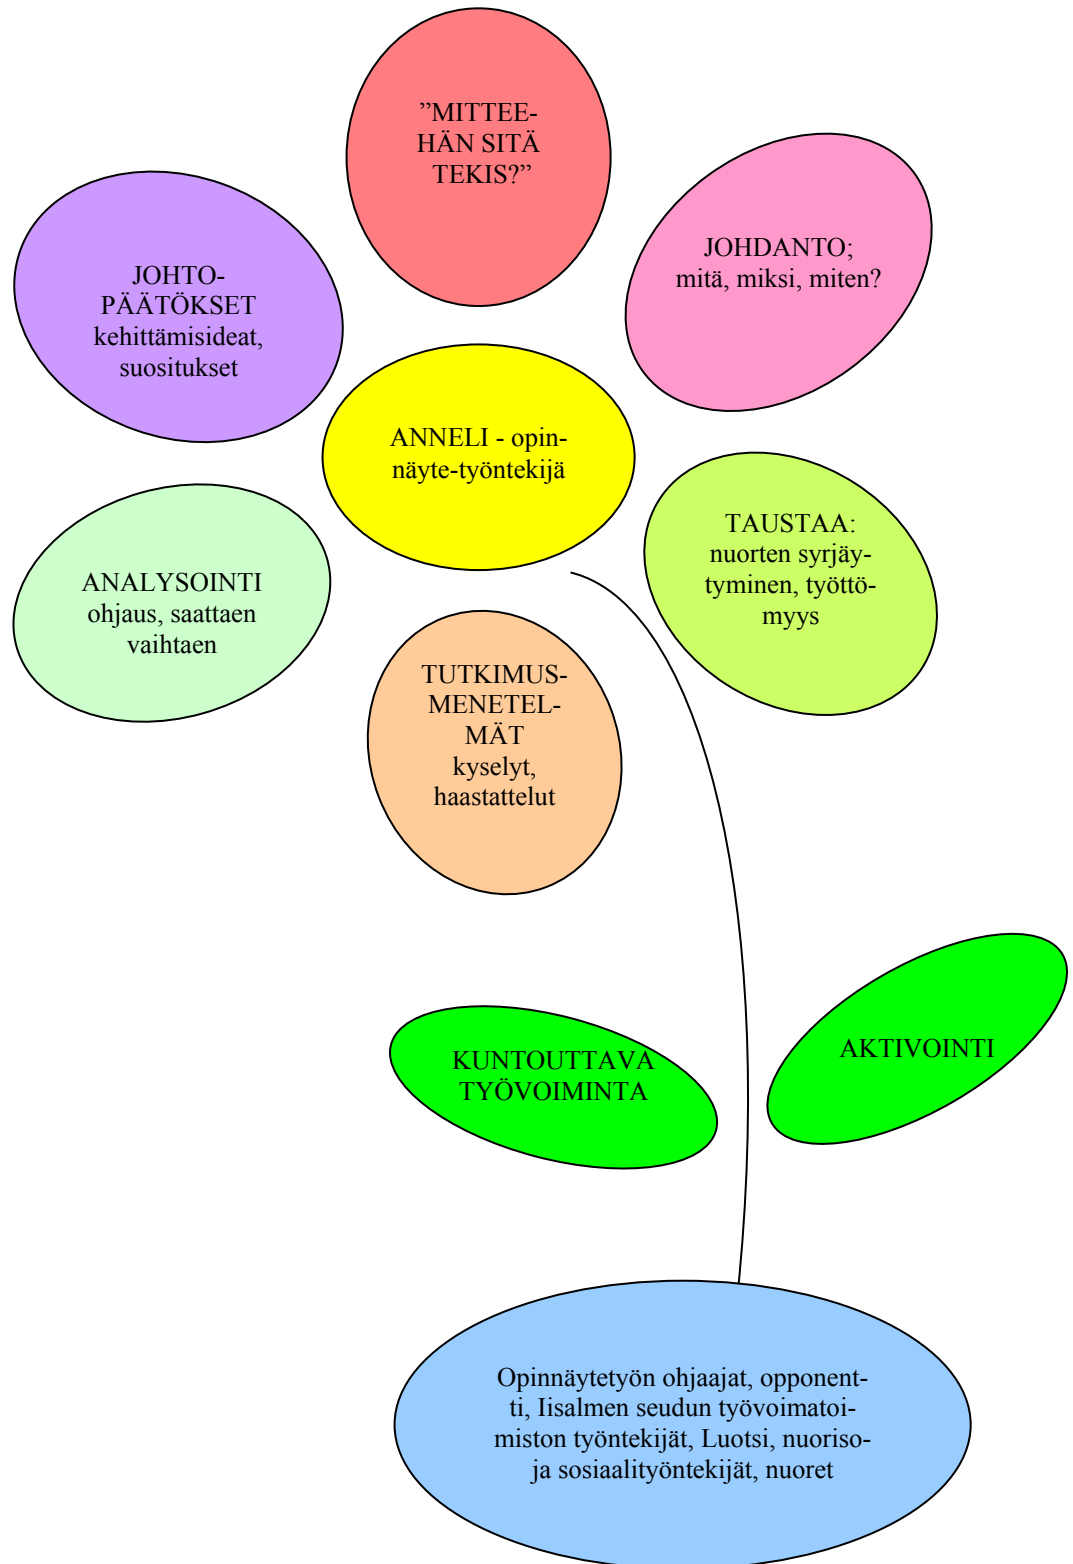 ”MITTEE-
HÄN SITÄ
TEKIS?”
JOHDANTO;
mitä, miksi, miten?
JOHTO-
PÄÄTÖKSET
kehittämisideat,
suositukset
ANNELI - opin-
näyte-työntekijä
TAUSTAA:
nuorten syrjäy-
tyminen, työttö-
myys
ANALYSOINTI
ohjaus, saattaen
vaihtaen
TUTKIMUS-
MENETEL-
MÄT
kyselyt,
haastattelut
KUNTOUTTAVA
TYÖVOIMINTA
AKTIVOINTI
Opinnäytetyön ohjaajat, opponent-
ti, Iisalmen seudun työvoimatoi-
miston työntekijät, Luotsi, nuoriso-
ja sosiaalityöntekijät, nuoret